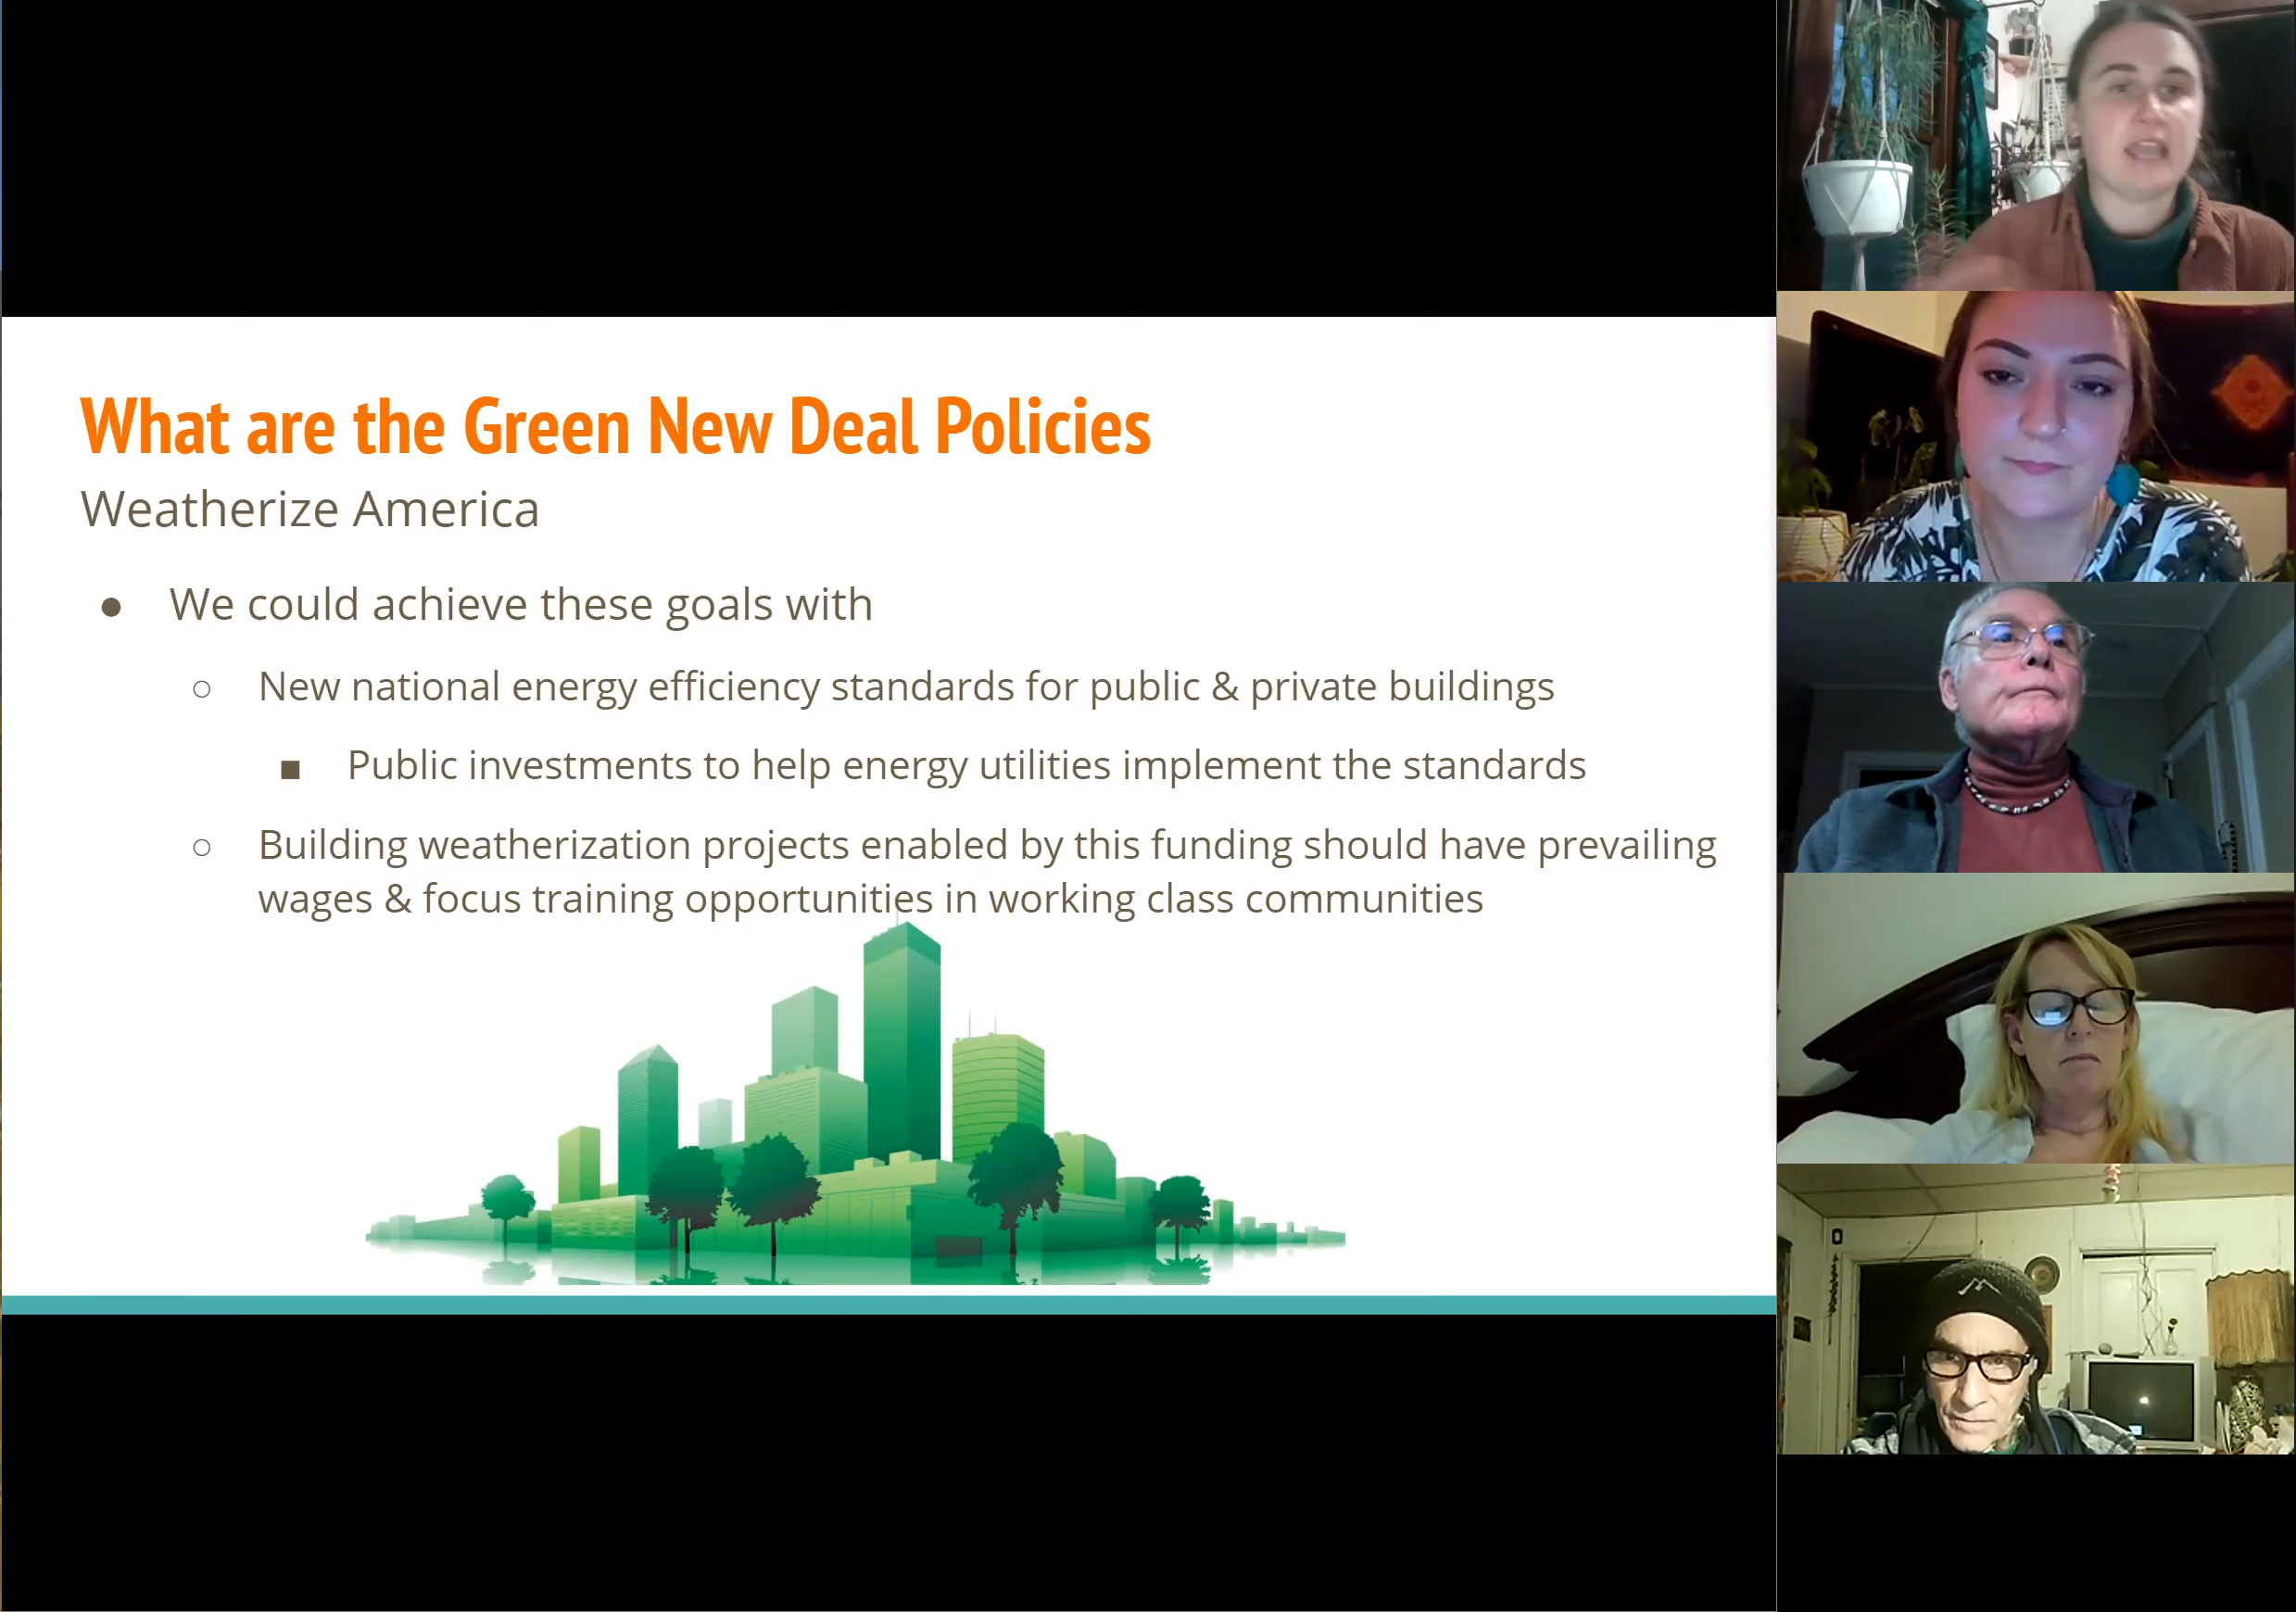 What are the Green New Deal Policies
Weatherize America
● We could achieve these goals with
○ New national energy efficiency standards for public & private buildings
■ Public investments to help energy utilities implement the standards
○ Building weatherization projects enabled by this funding should have prevailing
wages & focus training opportunities in working class communities